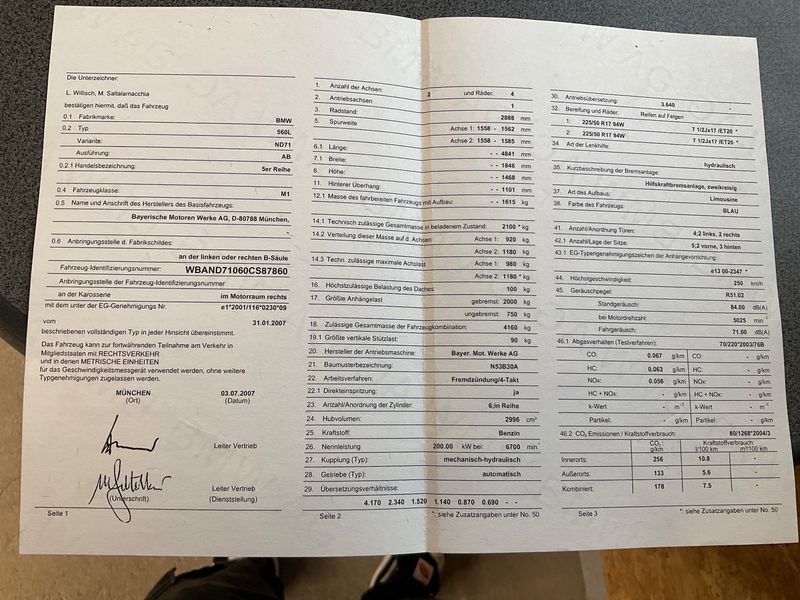 Die Unterzeichner:
L. Willisch, M. Saltalamacchia
bestätigen hiermit, daß das Fahrzeug
0.1 Fabrikmarke: BMW
0.2 Typ 560L
Variante: ND71
Ausführung: AB
0.2.1 Handelsbezeichnung: 5er Reihe
0.4 Fahrzeugklasse: M1
0.5 Name und Anschrift des Herstellers des Basisfahrzeugs:
Bayerische Motoren Werke AG, D-80788 München,
*
0.6 Anbringungsstelle d. Fabrikschildes:
an der linken oder rechten B-Säule
Fahrzeug-Identifizierungsnummer: WBAND71060CS87860
Anbringungsstelle der Fahrzeug-Identifizierungsnummer
an der Karosserie im Motorraum rechts
mit dem unter der EG-Genehmigungs Nr. e1*2001/116*0230*09
vom 31.01.2007
beschriebenen vollständigen Typ in jeder Hinsicht übereinstimmt.
Das Fahrzeug kann zur fortwährenden Teilnahme am Verkehr in
Mitgliedstaaten mit RECHTSVERKEHR
und in denen METRISCHE EINHEITEN
für das Geschwindigkeitsmessgerät verwendet werden, ohne weitere
Typgenehmigungen zugelassen werden.
MÜNCHEN 03.07.2007
(Ort) (Datum)
Leiter Vertrieb
Leiter Vertrieb
(Unterschrift) (Dienststellung)
Seite 1
1. Anzahl der Achsen: 2 und Räder: 4
2. Antriebsachsen 1
3. Radstand: 2888 mm
5. Spurweite Achse 1: 1558 - 1562 mm
Achse 2: 1558 - 1585 mm
6.1 Länge: - - 4841 mm
7.1 Breite: - - 1846 mm
8. Höhe: - - 1468 mm
11. Hinterer Überhang: - - 1101 mm
12.1 Masse des fahrbereiten Fahrzeugs mit Aufbau: - - 1615 kg
14.1 Technisch zulässige Gesamtmasse in beladenem Zustand: 2100 * kg
14.2 Verteilung dieser Masse auf d. Achsen: Achse 1: 920 kg
Achse 2: 1180 kg
14.3 Techn. zulässige maximale Achslast Achse 1: 980 kg
Achse 2: 1180 * kg
16. Höchstzulässige Belastung des Daches: 100 kg
17. Größte Anhängelast gebremst: 2000 kg
ungebremst: 750 kg
18. Zulässige Gesamtmasse der Fahrzeugkombination: 4160 kg
19.1 Größte vertikale Stützlast: 90 kg
20. Hersteller der Antriebsmaschine: Bayer. Mot. Werke AG
21. Baumusterbezeichnung: N53B30A
22. Arbeitsverfahren: Fremdzündung/4-Takt
22.1 Direkteinspritzung: ja
23. Anzahl/Anordnung der Zylinder: 6;in Reihe
24. Hubvolumen: 2996 cm³
25. Kraftstoff: Benzin
26. Nennleistung 200.00 kW bei: 6700 min⁻¹
27. Kupplung (Typ): mechanisch-hydraulisch
28. Getriebe (Typ): automatisch
29. Übersetzungsverhältnisse:
4.170 2.340 1.520 1.140 0.870 0.690 - -
Seite 2 *: siehe Zusatzangaben unter No. 50
30. Antriebsübersetzung: 3.640 -
32. Bereifung und Räder: Reifen auf Felgen
1: 225/50 R17 94W 7 1/2Jx17 /ET20 *
2: 225/50 R17 94W 7 1/2Jx17 /ET20 *
34. Art der Lenkhilfe:
hydraulisch
35. Kurzbeschreibung der Bremsanlage:
Hilfskraftbremsanlage, zweikreisig
37. Art des Aufbaus: Limousine
38. Farbe des Fahrzeugs: BLAU
41. Anzahl/Anordnung Türen: 4;2 links, 2 rechts
42.1 Anzahl/Lage der Sitze: 5;2 vorne, 3 hinten
43.1 EG-Typengenehmigungszeichen der Anhängevorrichtung:
e13 00-2347 *
44. Höchstgeschwindigkeit: 250 km/h
45. Geräuschpegel: R51.02
Standgeräusch: 84.00 dB(A)
bei Motordrehzahl: 5025 min⁻¹
Fahrgeräusch: 71.00 dB(A)
46.1 Abgasverhalten (Testverfahren): 70/220*2003/76B
CO: 0.067 g/km CO: - g/km
HC: 0.063 g/km HC: - g/km
NOx: 0.056 g/km NOx: - g/km
HC + NOx: - g/km HC + NOx: - g/km
k-Wert - m⁻¹ k-Wert - m⁻¹
Partikel: - g/km Partikel: - g/km
46.2 CO₂ Emissionen / Kraftstoffverbrauch: 80/1268*2004/3
CO₂: Kraftstoffverbrauch:
g/km l/100 km m³/100 km
Innerorts: 256 10.8 -
Außerorts: 133 5.6 -
Kombiniert: 178 7.5 -
Seite 3 *: siehe Zusatzangaben unter No. 50